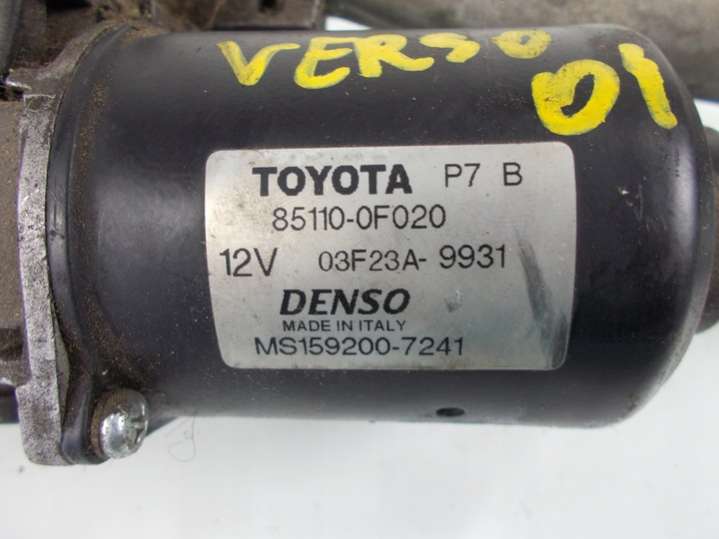 VERSO
01
TOYOTA P7 B
85110-0F020
12V 03F23A-9931
DENSO
MADE IN ITALY
MS159200-7241